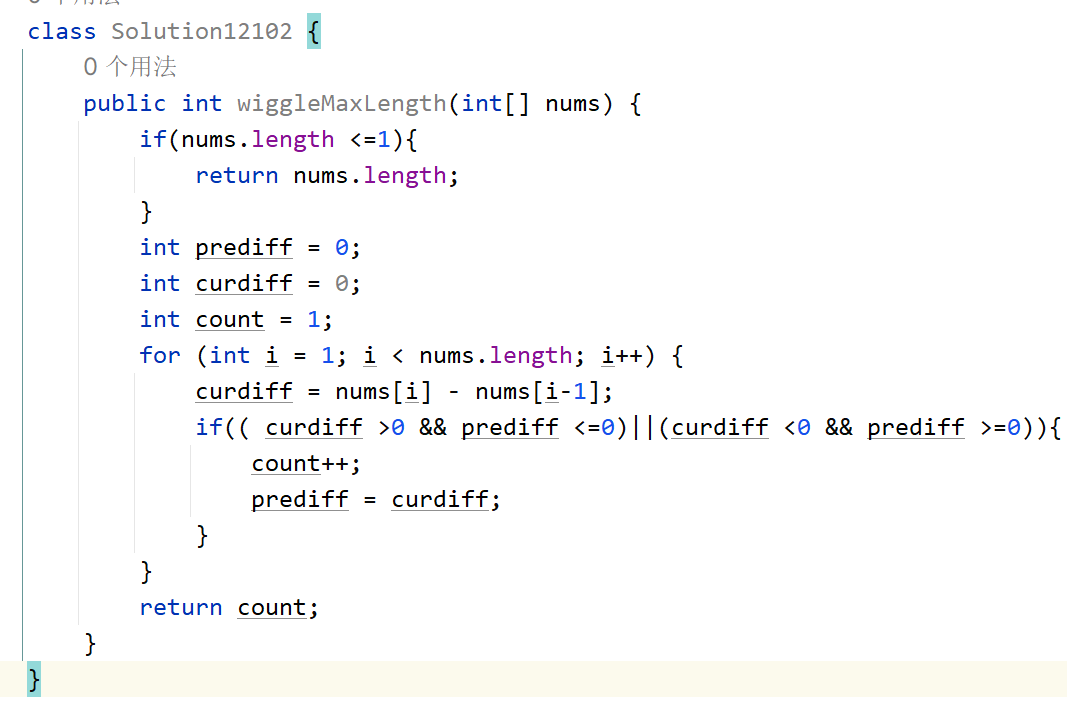 class Solution12102 {
0 个用法
public int wiggleMaxLength(int[] nums) {
if(nums.length <=1){
return nums.length;
}
int prediff = 0;
int curdiff = 0;
int count = 1;
for (int i = 1; i < nums.length; i++) {
curdiff = nums[i] - nums[i-1];
if(( curdiff >0 && prediff <=0)||(curdiff <0 && prediff >=0)){
count++;
prediff = curdiff;
}
}
return count;
}
}